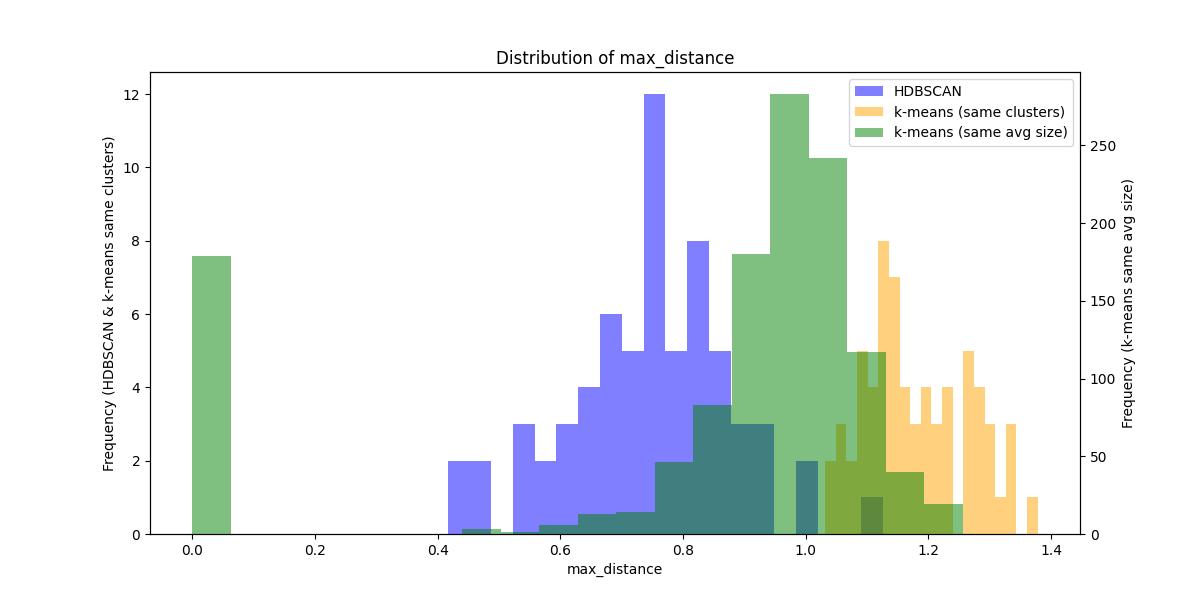 Distribution of max_distance
HDBSCAN
k-means (same clusters)
k-means (same avg size)
Frequency (HDBSCAN & k-means same clusters)
12
10
8
6
4
2
0
250
200
150
100
50
0
Frequency (k-means same avg size)
0.0 0.2 0.4 0.6 0.8 1.0 1.2 1.4
max_distance